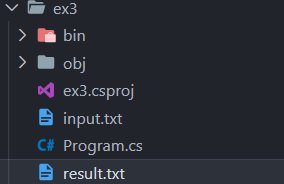 ex3
bin
obj
ex3.csproj
input.txt
C# Program.cs
result.txt